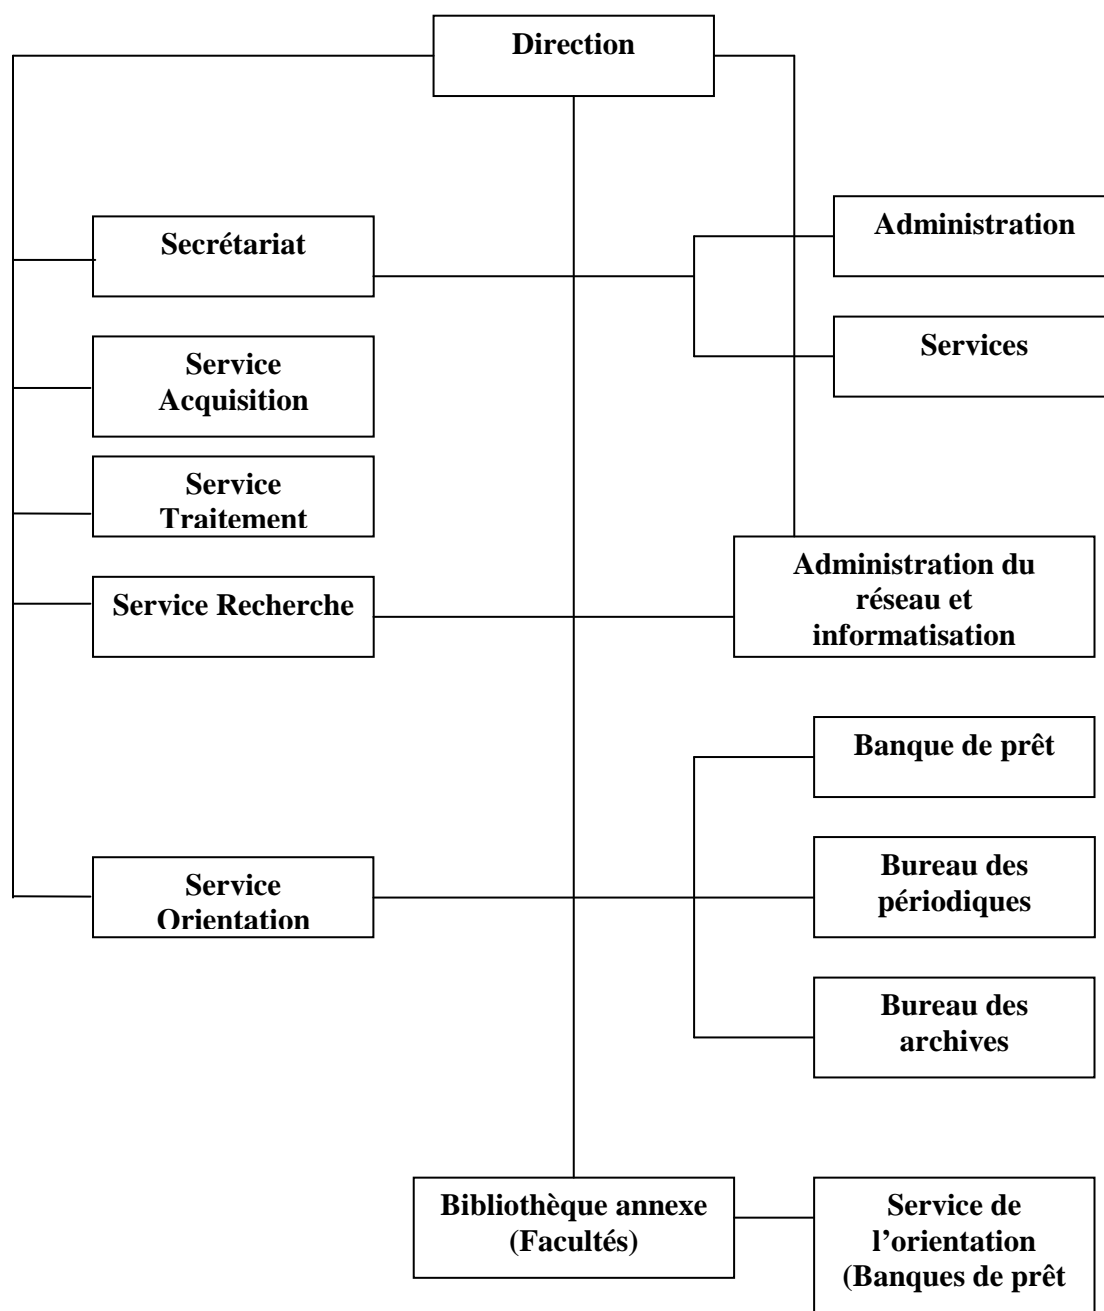 Direction
Secrétariat
Administration
Services
Service
Acquisition
Service
Traitement
Service Recherche
Administration du
réseau et
informatisation
Banque de prêt
Service
Orientation
Bureau des
périodiques
Bureau des
archives
Bibliothèque annexe
(Facultés)
Service de
l’orientation
(Banques de prêt